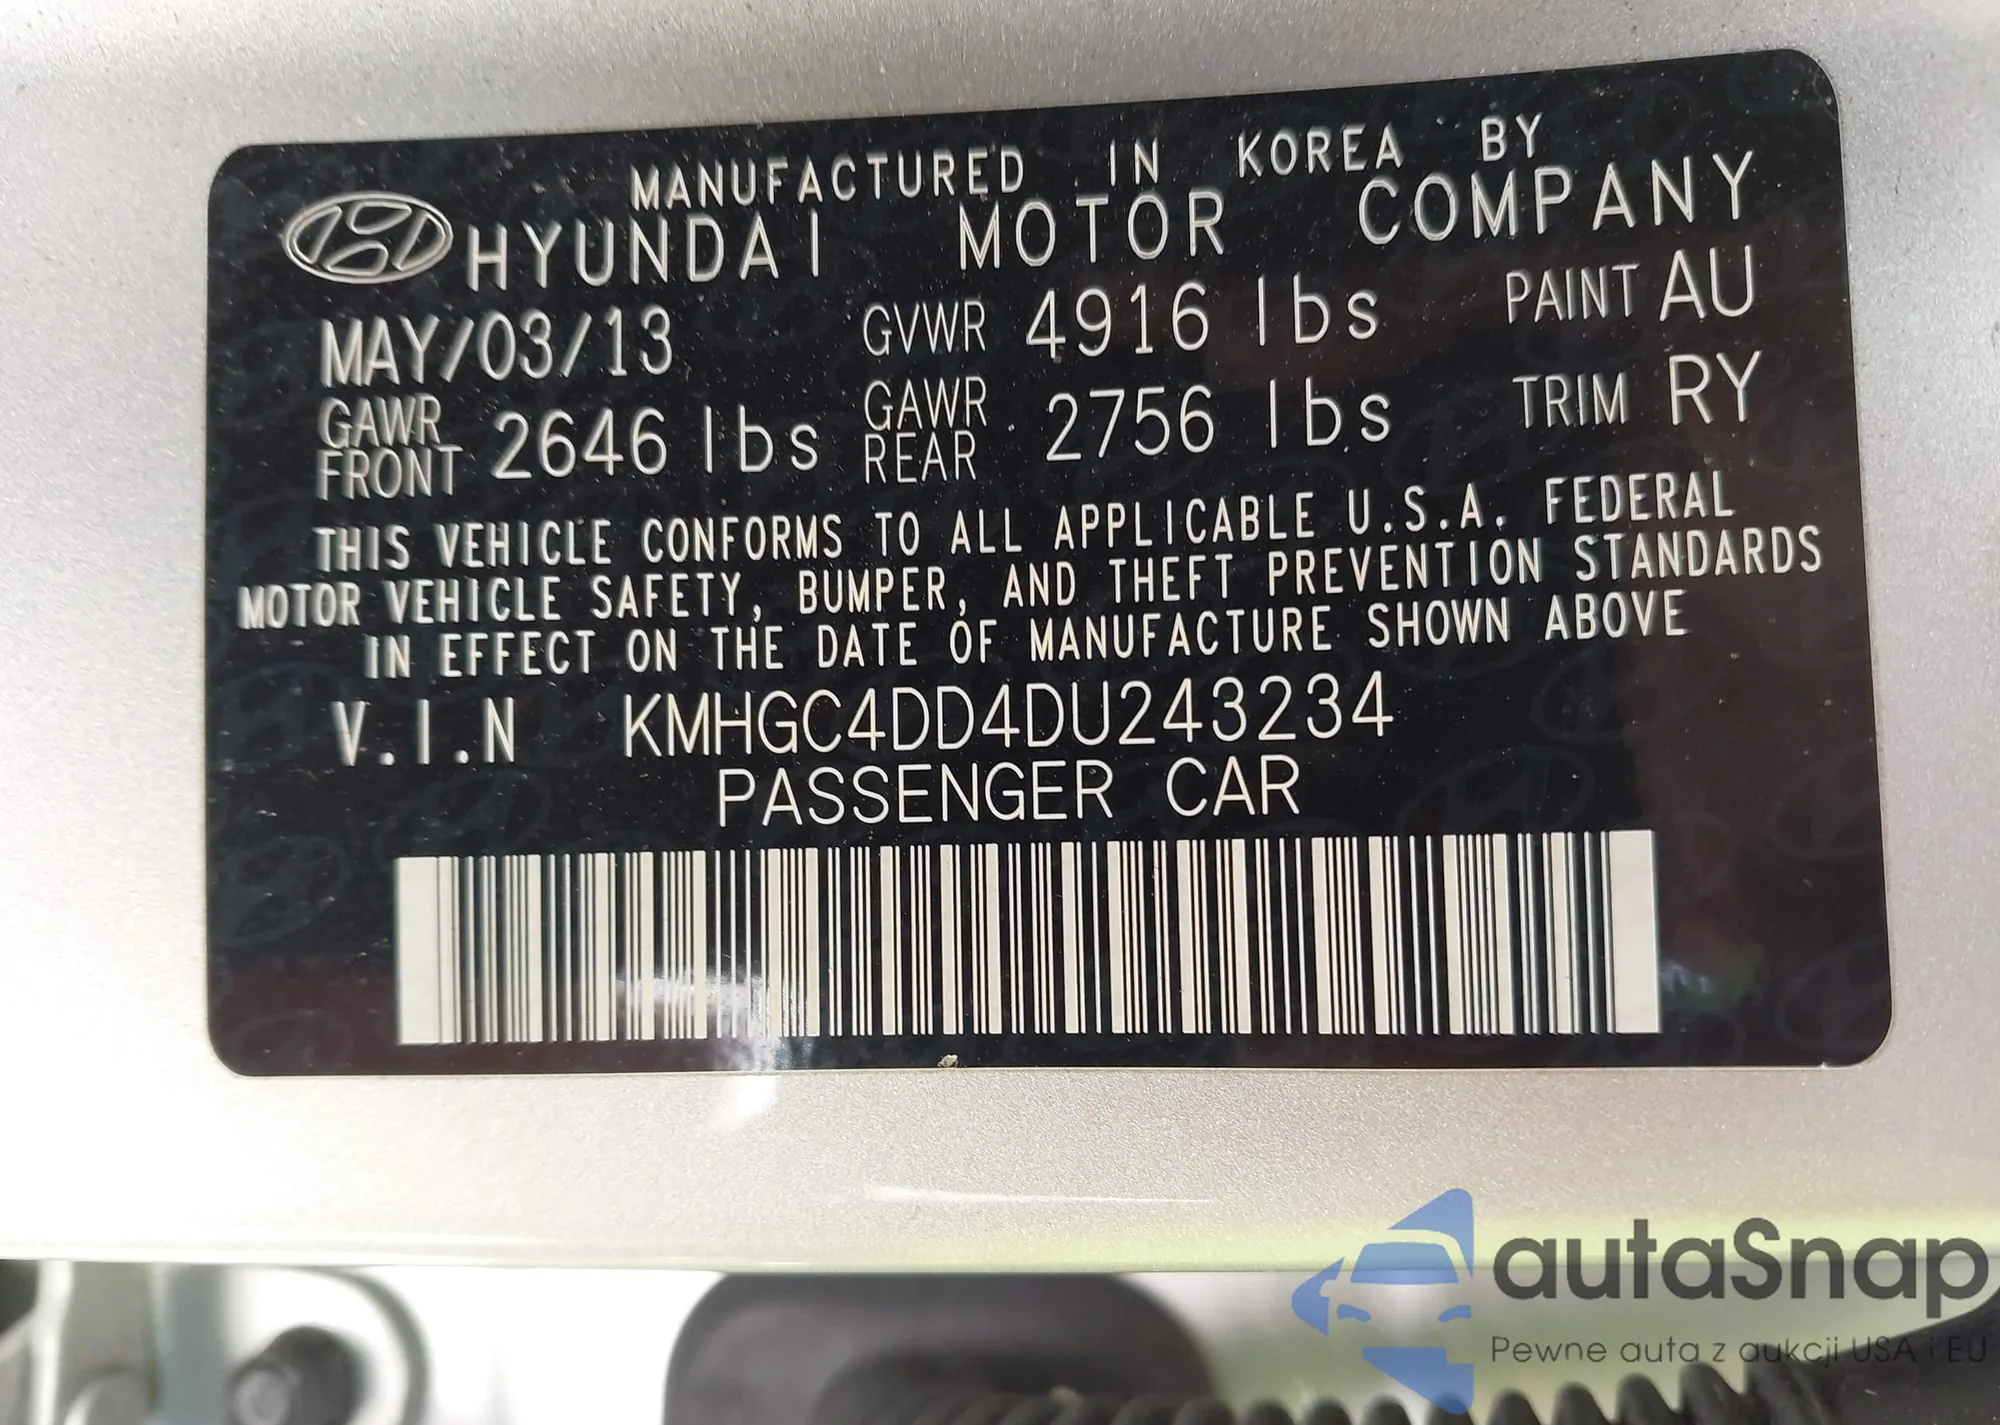 MANUFACTURED IN KOREA BY
HYUNDAI MOTOR COMPANY
MAY/03/13 GVWR 4916 lbs PAINT AU
GAWR FRONT 2646 lbs GAWR REAR 2756 lbs TRIM RY
THIS VEHICLE CONFORMS TO ALL APPLICABLE U.S.A. FEDERAL
MOTOR VEHICLE SAFETY, BUMPER, AND THEFT PREVENTION STANDARDS
IN EFFECT ON THE DATE OF MANUFACTURE SHOWN ABOVE
V.I.N KMHGC4DD4DU243234
PASSENGER CAR
autaSnap
Pewne auta z aukcji USA i EU